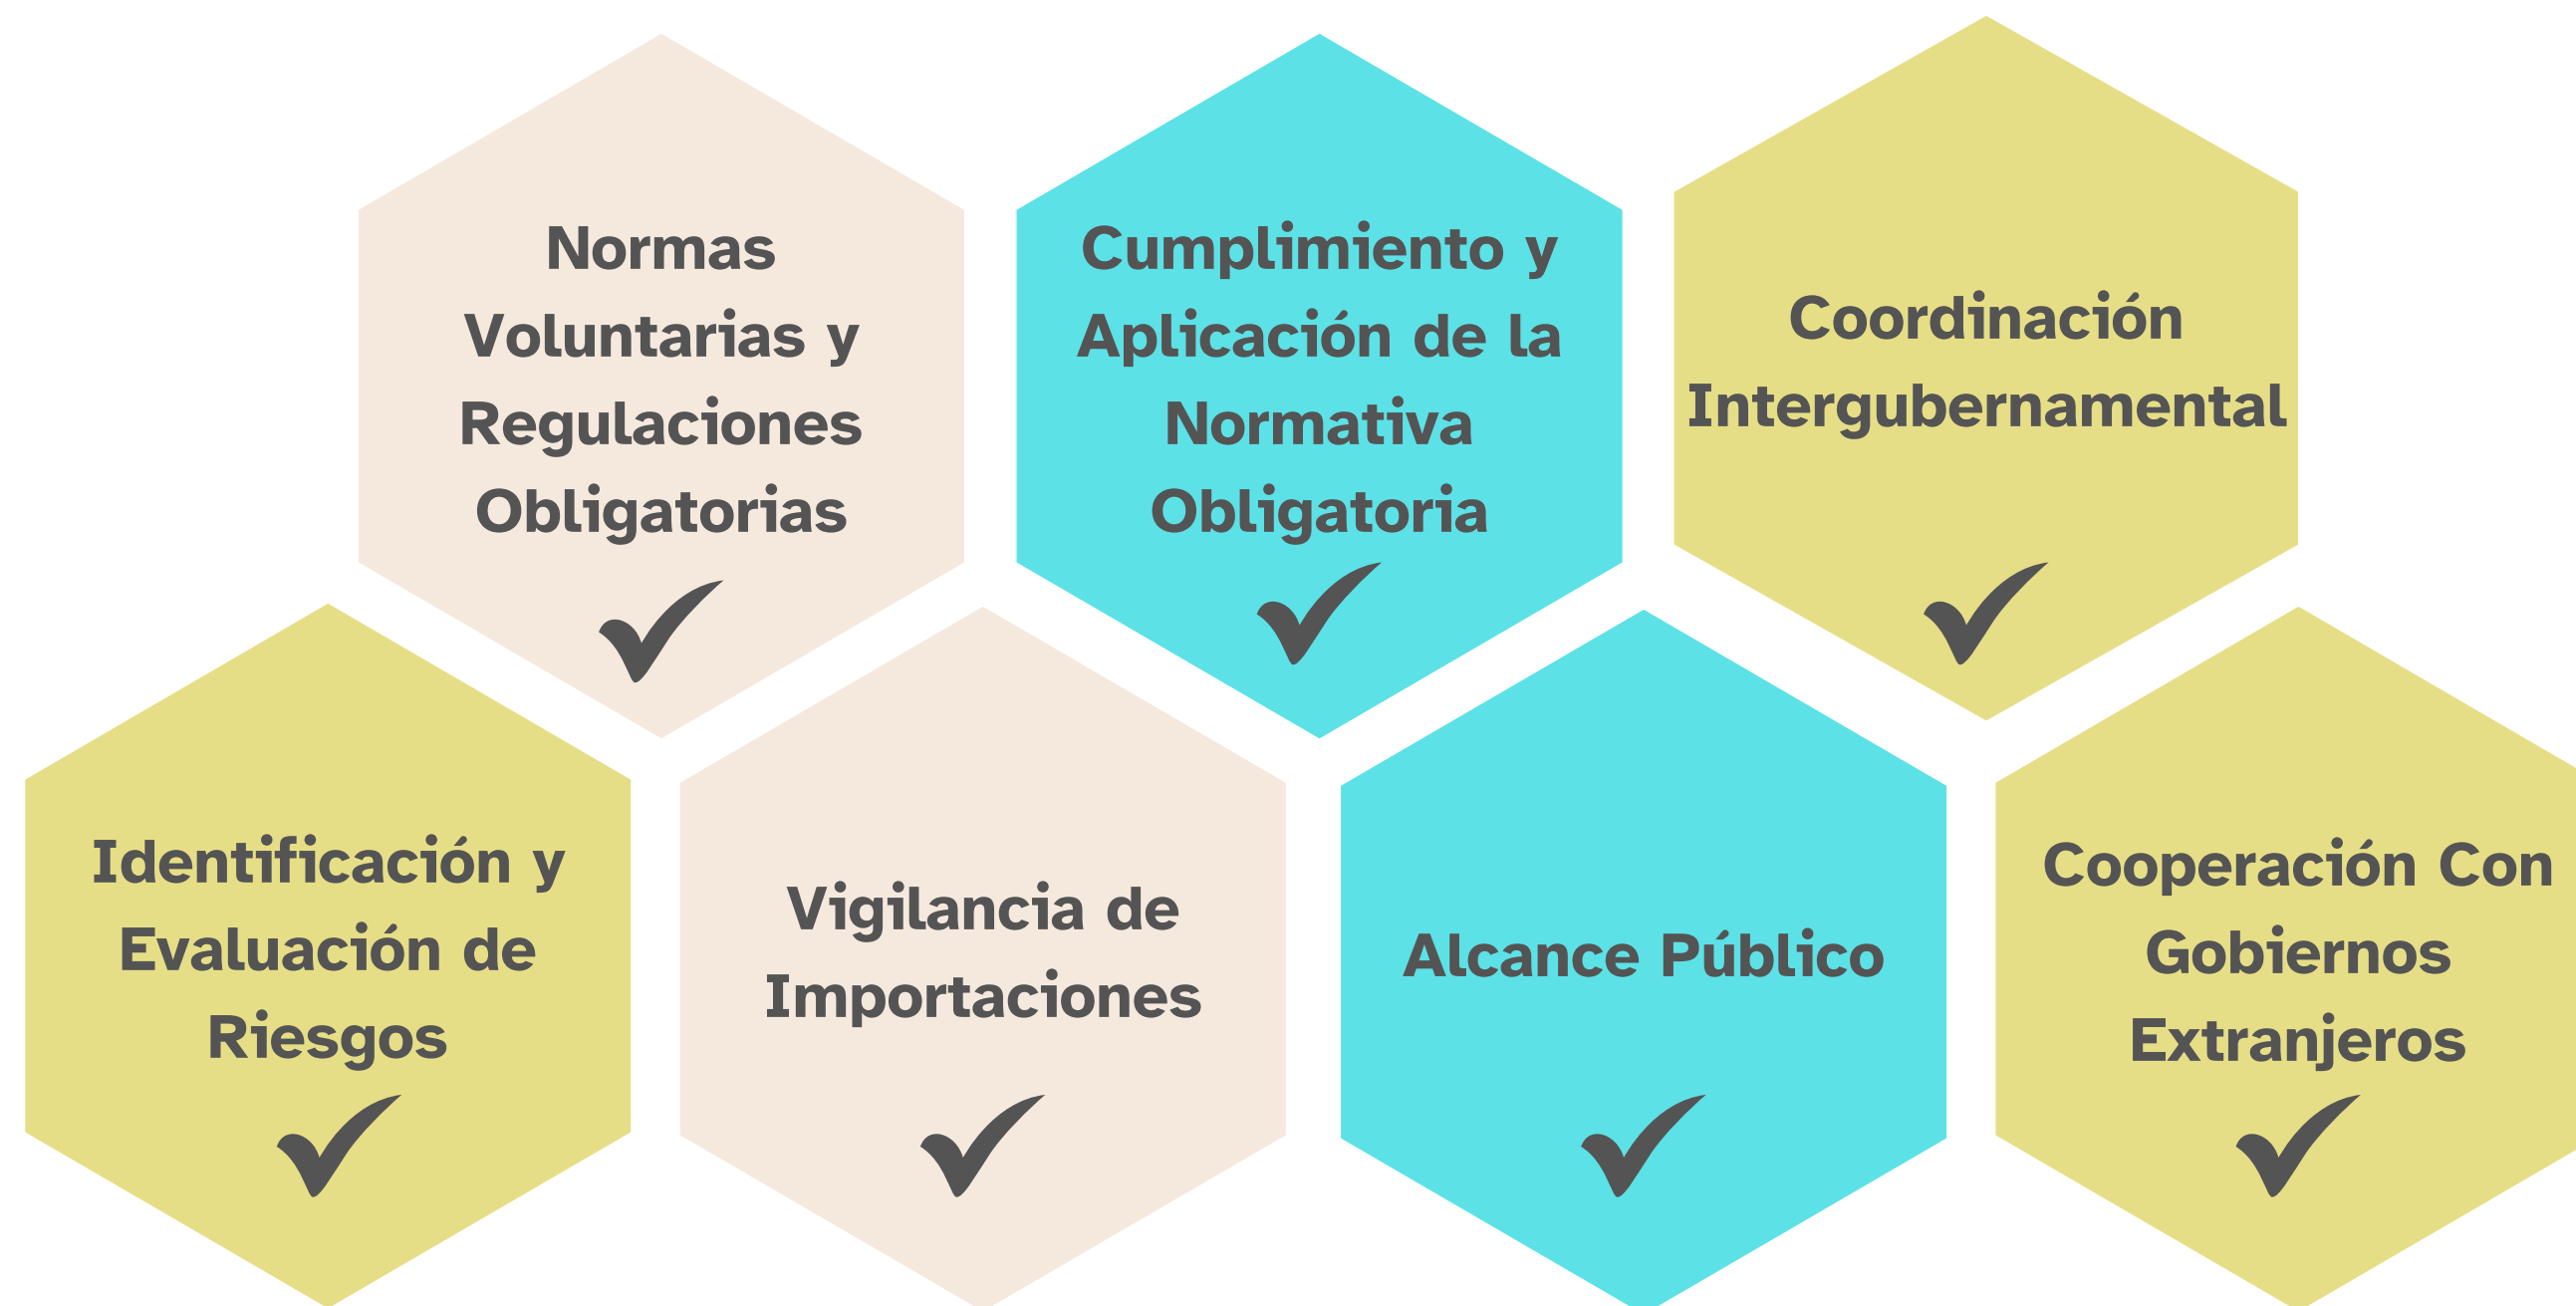 Normas
Voluntarias y
Regulaciones
Obligatorias
Cumplimiento y
Aplicación de la
Normativa
Obligatoria
Coordinación
Intergubernamental
Identificación y
Evaluación de
Riesgos
Vigilancia de
Importaciones
Alcance Público
Cooperación Con
Gobiernos
Extranjeros